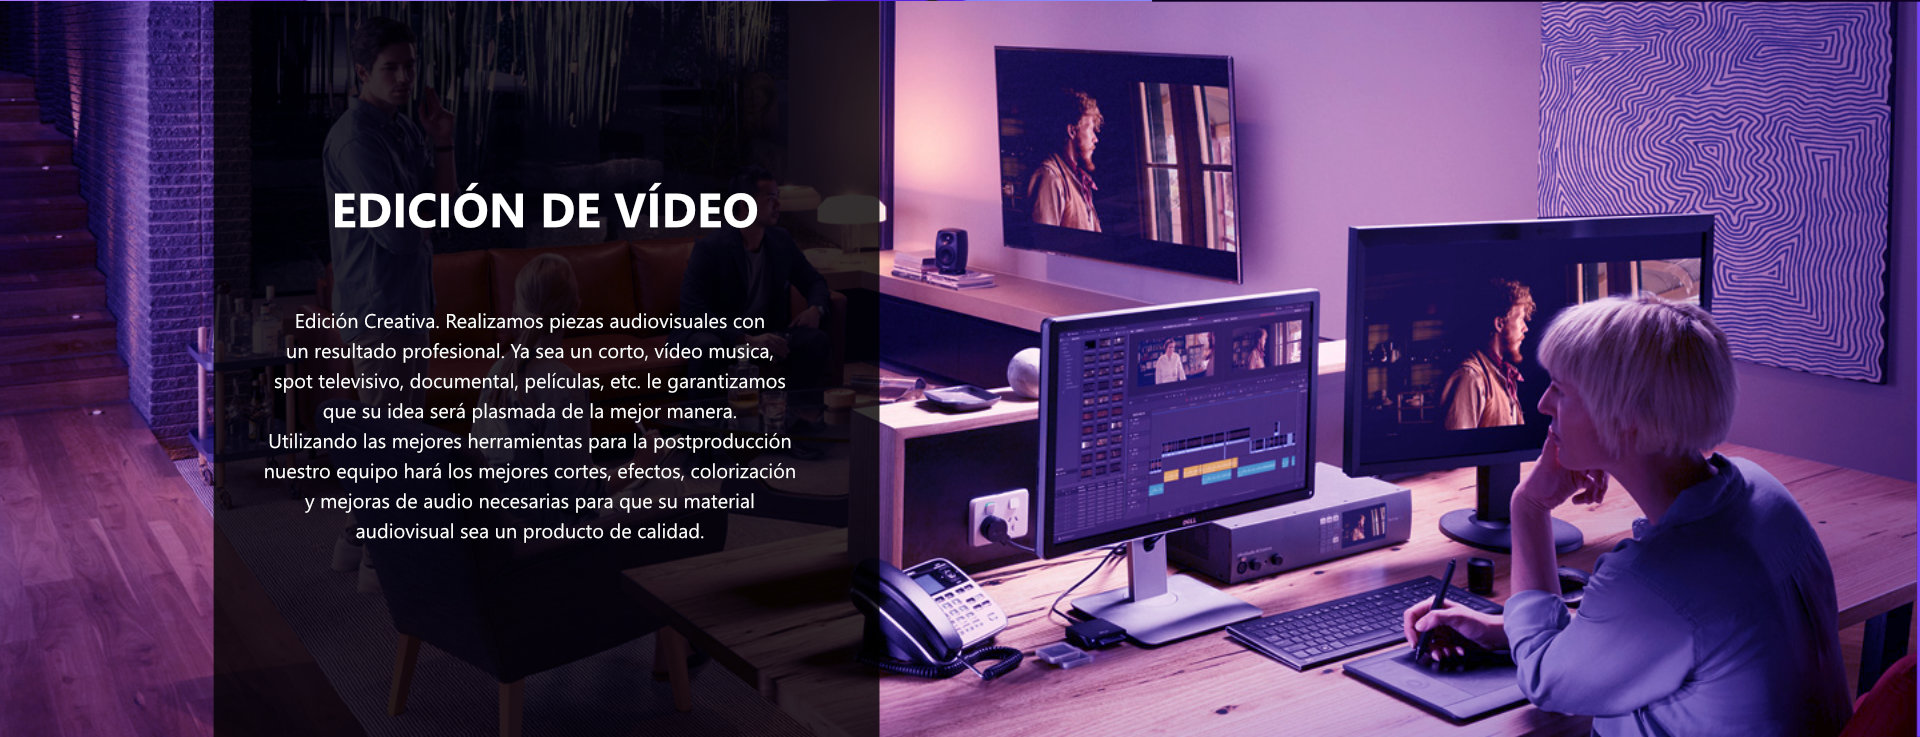 EDICIÓN DE VÍDEO
Edición Creativa. Realizamos piezas audiovisuales con
un resultado profesional. Ya sea un corto, vídeo musica,
spot televisivo, documental, películas, etc. le garantizamos
que su idea será plasmada de la mejor manera.
Utilizando las mejores herramientas para la postproducción
nuestro equipo hará los mejores cortes, efectos, colorización
y mejoras de audio necesarias para que su material
audiovisual sea un producto de calidad.
DELL